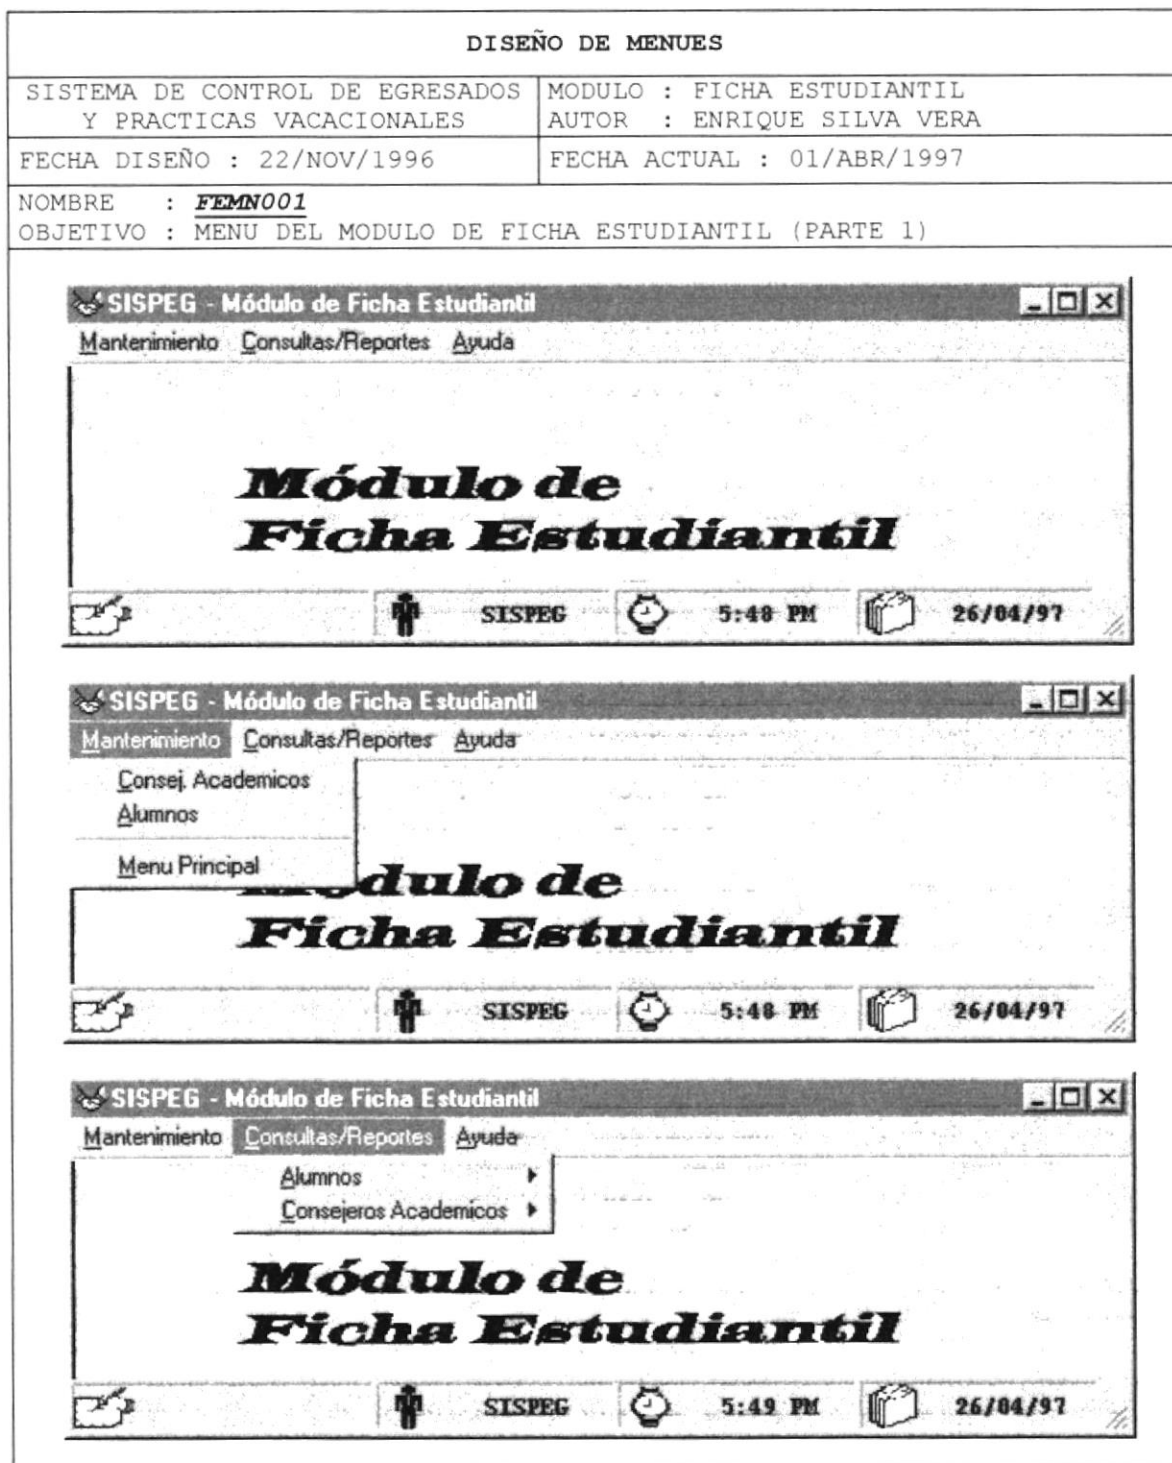 DISEÑO DE MENUES
SISTEMA DE CONTROL DE EGRESADOS
Y PRACTICAS VACACIONALES
MODULO : FICHA ESTUDIANTIL
AUTOR : ENRIQUE SILVA VERA
FECHA DISEÑO : 22/NOV/1996
FECHA ACTUAL : 01/ABR/1997
NOMBRE : FEMN001
OBJETIVO : MENU DEL MODULO DE FICHA ESTUDIANTIL (PARTE 1)
SISPEG - Módulo de Ficha Estudiantil
Mantenimiento Consultas/Reportes Ayuda
Módulo de
Ficha Estudiantil
SISPEG 5:48 PM 26/04/97
SISPEG - Módulo de Ficha Estudiantil
Mantenimiento Consultas/Reportes Ayuda
Consej. Academicos
Alumnos
Menu Principal
Módulo de
Ficha Estudiantil
SISPEG 5:48 PM 26/04/97
SISPEG - Módulo de Ficha Estudiantil
Mantenimiento Consultas/Reportes Ayuda
Alumnos
Consejeros Academicos
Módulo de
Ficha Estudiantil
SISPEG 5:49 PM 26/04/97